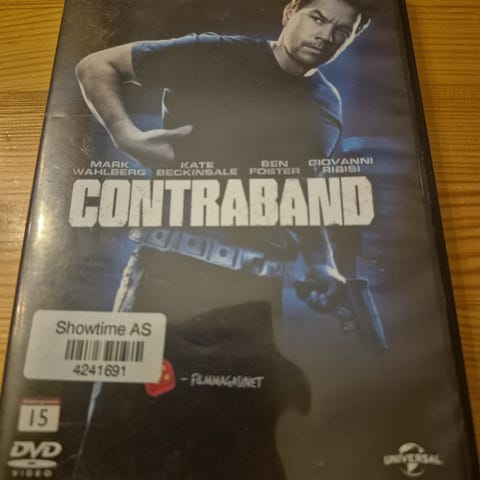 MARK WAHLBERG
KATE BECKINSALE
BEN FOSTER
GIOVANNI RIBISI
CONTRABAND
Showtime AS
4241691
- FILMMAGASINET
15
DVD
VIDEO
UNIVERSAL